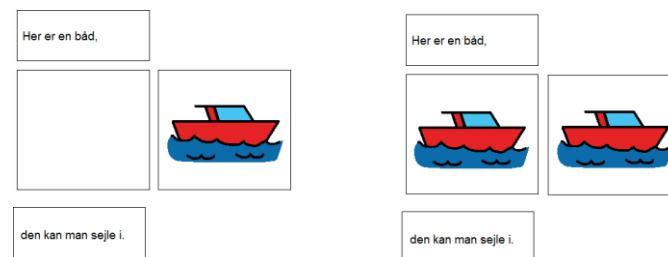 Her er en båd,
den kan man sejle i.
Her er en båd,
den kan man sejle i.